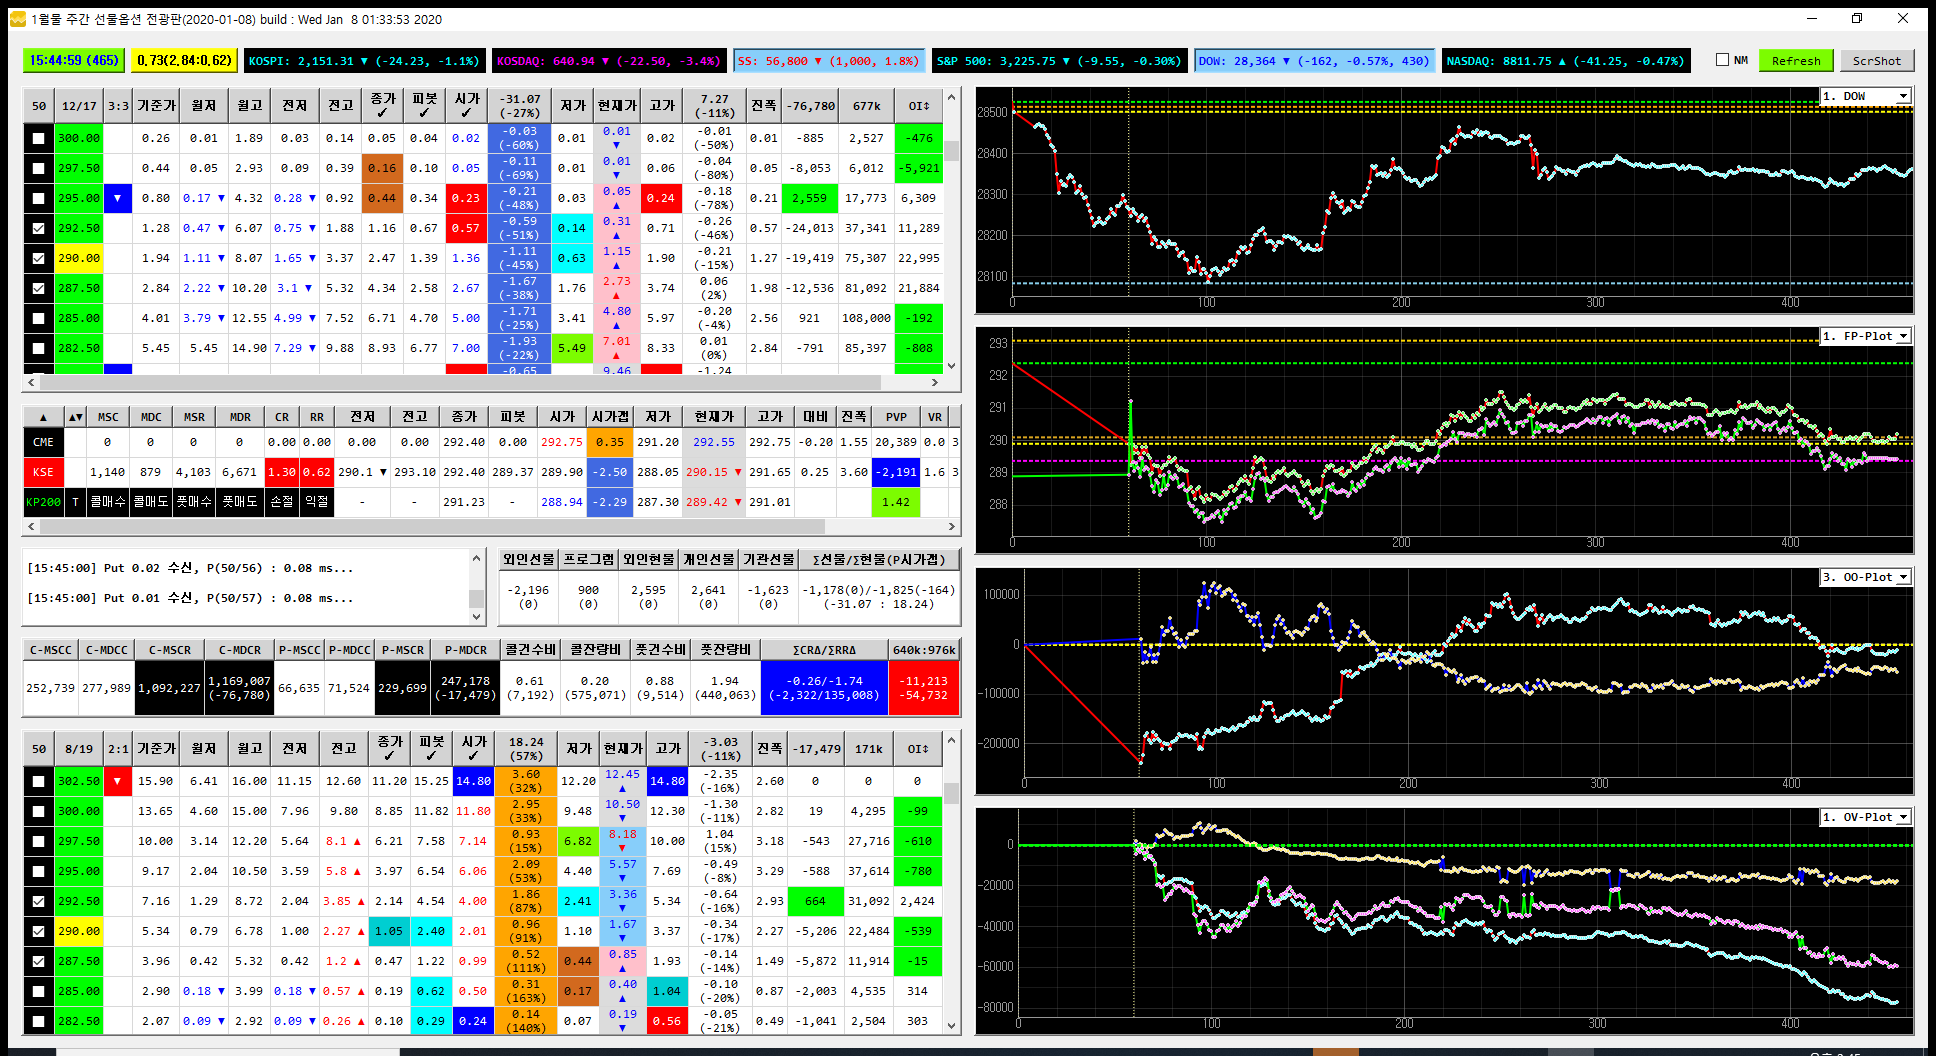 1월물 주간 선물옵션 전광판(2020-01-08) build : Wed Jan  8 01:33:53 2020
15:44:59 (465) 0.73(2.84:0.62) KOSPI: 2,151.31 ▼ (-24.23, -1.1%) KOSDAQ: 640.94 ▼ (-22.50, -3.4%) SS: 56,800 ▼ (1,000, 1.8%) S&P 500: 3,225.75 ▼ (-9.55, -0.30%) DOW: 28,364 ▼ (-162, -0.57%, 430) NASDAQ: 8811.75 ▲ (-41.25, -0.47%) NM Refresh ScrShot
50 12/17 3:3 기준가 월저 월고 전저 전고 종가 ✓ 피봇 ✓ 시가 ✓ -31.07 (-27%) 저가 현재가 고가 7.27 (-11%) 진폭 -76,780 677k OI↕
300.00 0.26 0.01 1.89 0.03 0.14 0.05 0.04 0.02 -0.03 (-60%) 0.01 0.01 ▼ 0.02 -0.01 (-50%) 0.01 -885 2,527 -476
297.50 0.44 0.05 2.93 0.09 0.39 0.16 0.10 0.05 -0.11 (-69%) 0.01 0.01 ▼ 0.06 -0.04 (-80%) 0.05 -8,053 6,012 -5,921
295.00 ▼ 0.80 0.17 ▼ 4.32 0.28 ▼ 0.92 0.44 0.34 0.23 -0.21 (-48%) 0.03 0.05 ▲ 0.24 -0.18 (-78%) 0.21 2,559 17,773 6,309
292.50 1.28 0.47 ▼ 6.07 0.75 ▼ 1.88 1.16 0.67 0.57 -0.59 (-51%) 0.14 0.31 ▲ 0.71 -0.26 (-46%) 0.57 -24,013 37,341 11,289
290.00 1.94 1.11 ▼ 8.07 1.65 ▼ 3.37 2.47 1.39 1.36 -1.11 (-45%) 0.63 1.15 ▲ 1.90 -0.21 (-15%) 1.27 -19,419 75,307 22,995
287.50 2.84 2.22 ▼ 10.20 3.1 ▼ 5.32 4.34 2.58 2.67 -1.67 (-38%) 1.76 2.73 ▲ 3.74 0.06 (2%) 1.98 -12,536 81,092 21,884
285.00 4.01 3.79 ▼ 12.55 4.99 ▼ 7.52 6.71 4.70 5.00 -1.71 (-25%) 3.41 4.80 ▲ 5.97 -0.20 (-4%) 2.56 921 108,000 -192
282.50 5.45 5.45 14.90 7.29 ▼ 9.88 8.93 6.77 7.00 -1.93 (-22%) 5.49 7.01 ▲ 8.33 0.01 (0%) 2.84 -791 85,397 -808
-0.65 9.46 -1.24
▲ ▲▼ MSC MDC MSR MDR CR RR 전저 전고 종가 피봇 시가 시가갭 저가 현재가 고가 대비 진폭 PVP VR
CME 0 0 0 0 0.00 0.00 0.00 0.00 292.40 0.00 292.75 0.35 291.20 292.55 292.75 -0.20 1.55 20,389 0.0 3
KSE 1,140 879 4,103 6,671 1.30 0.62 290.1 ▼ 293.10 292.40 289.37 289.90 -2.50 288.05 290.15 ▼ 291.65 0.25 3.60 -2,191 1.6 3
KP200 T 콜매수 콜매도 풋매수 풋매도 손절 익절 - - 291.23 - 288.94 -2.29 287.30 289.42 ▼ 291.01 1.42
[15:45:00] Put 0.02 수신, P(50/56) : 0.08 ms...
[15:45:00] Put 0.01 수신, P(50/57) : 0.08 ms...
외인선물 프로그램 외인현물 개인선물 기관선물 Σ선물/Σ현물(P시가갭)
-2,196 (0) 900 (0) 2,595 (0) 2,641 (0) -1,623 (0) -1,178(0)/-1,825(-164) (-31.07 : 18.24)
C-MSCC C-MDCC C-MSCR C-MDCR P-MSCC P-MDCC P-MSCR P-MDCR 콜건수비 콜잔량비 풋건수비 풋잔량비 ΣCRΔ/ΣRRΔ 640k:976k
252,739 277,989 1,092,227 1,169,007 (-76,780) 66,635 71,524 229,699 247,178 (-17,479) 0.61 (7,192) 0.20 (575,071) 0.88 (9,514) 1.94 (440,063) -0.26/-1.74 (-2,322/135,008) -11,213 -54,732
50 8/19 2:1 기준가 월저 월고 전저 전고 종가 ✓ 피봇 ✓ 시가 ✓ 18.24 (57%) 저가 현재가 고가 -3.03 (-11%) 진폭 -17,479 171k OI↕
302.50 ▼ 15.90 6.41 16.00 11.15 12.60 11.20 15.25 14.80 3.60 (32%) 12.20 12.45 ▲ 14.80 -2.35 (-16%) 2.60 0 0 0
300.00 13.65 4.60 15.00 7.96 9.80 8.85 11.82 11.80 2.95 (33%) 9.48 10.50 ▼ 12.30 -1.30 (-11%) 2.82 19 4,295 -99
297.50 10.00 3.14 12.20 5.64 8.1 ▲ 6.21 7.58 7.14 0.93 (15%) 6.82 8.18 ▼ 10.00 1.04 (15%) 3.18 -543 27,716 -610
295.00 9.17 2.04 10.50 3.59 5.8 ▲ 3.97 6.54 6.06 2.09 (53%) 4.40 5.57 ▼ 7.69 -0.49 (-8%) 3.29 -588 37,614 -780
292.50 7.16 1.29 8.72 2.04 3.85 ▲ 2.14 4.54 4.00 1.86 (87%) 2.41 3.36 ▼ 5.34 -0.64 (-16%) 2.93 664 31,092 2,424
290.00 5.34 0.79 6.78 1.00 2.27 ▲ 1.05 2.40 2.01 0.96 (91%) 1.10 1.67 ▼ 3.37 -0.34 (-17%) 2.27 -5,206 22,484 -539
287.50 3.96 0.42 5.32 0.42 1.2 ▲ 0.47 1.22 0.99 0.52 (111%) 0.44 0.85 ▲ 1.93 -0.14 (-14%) 1.49 -5,872 11,914 -15
285.00 2.90 0.18 ▼ 3.99 0.18 ▼ 0.57 ▲ 0.19 0.62 0.50 0.31 (163%) 0.17 0.40 ▲ 1.04 -0.10 (-20%) 0.87 -2,003 4,535 314
282.50 2.07 0.09 ▼ 2.92 0.09 ▼ 0.26 ▲ 0.10 0.29 0.24 0.14 (140%) 0.07 0.19 ▼ 0.56 -0.05 (-21%) 0.49 -1,041 2,504 303
1. DOW
28500
28400
28300
28200
28100
0 100 200 300 400
1. FP-Plot
293
292
291
290
289
288
0 100 200 300 400
3. OO-Plot
100000
0
-100000
-200000
0 100 200 300 400
1. OV-Plot
0
-20000
-40000
-60000
-80000
0 100 200 300 400